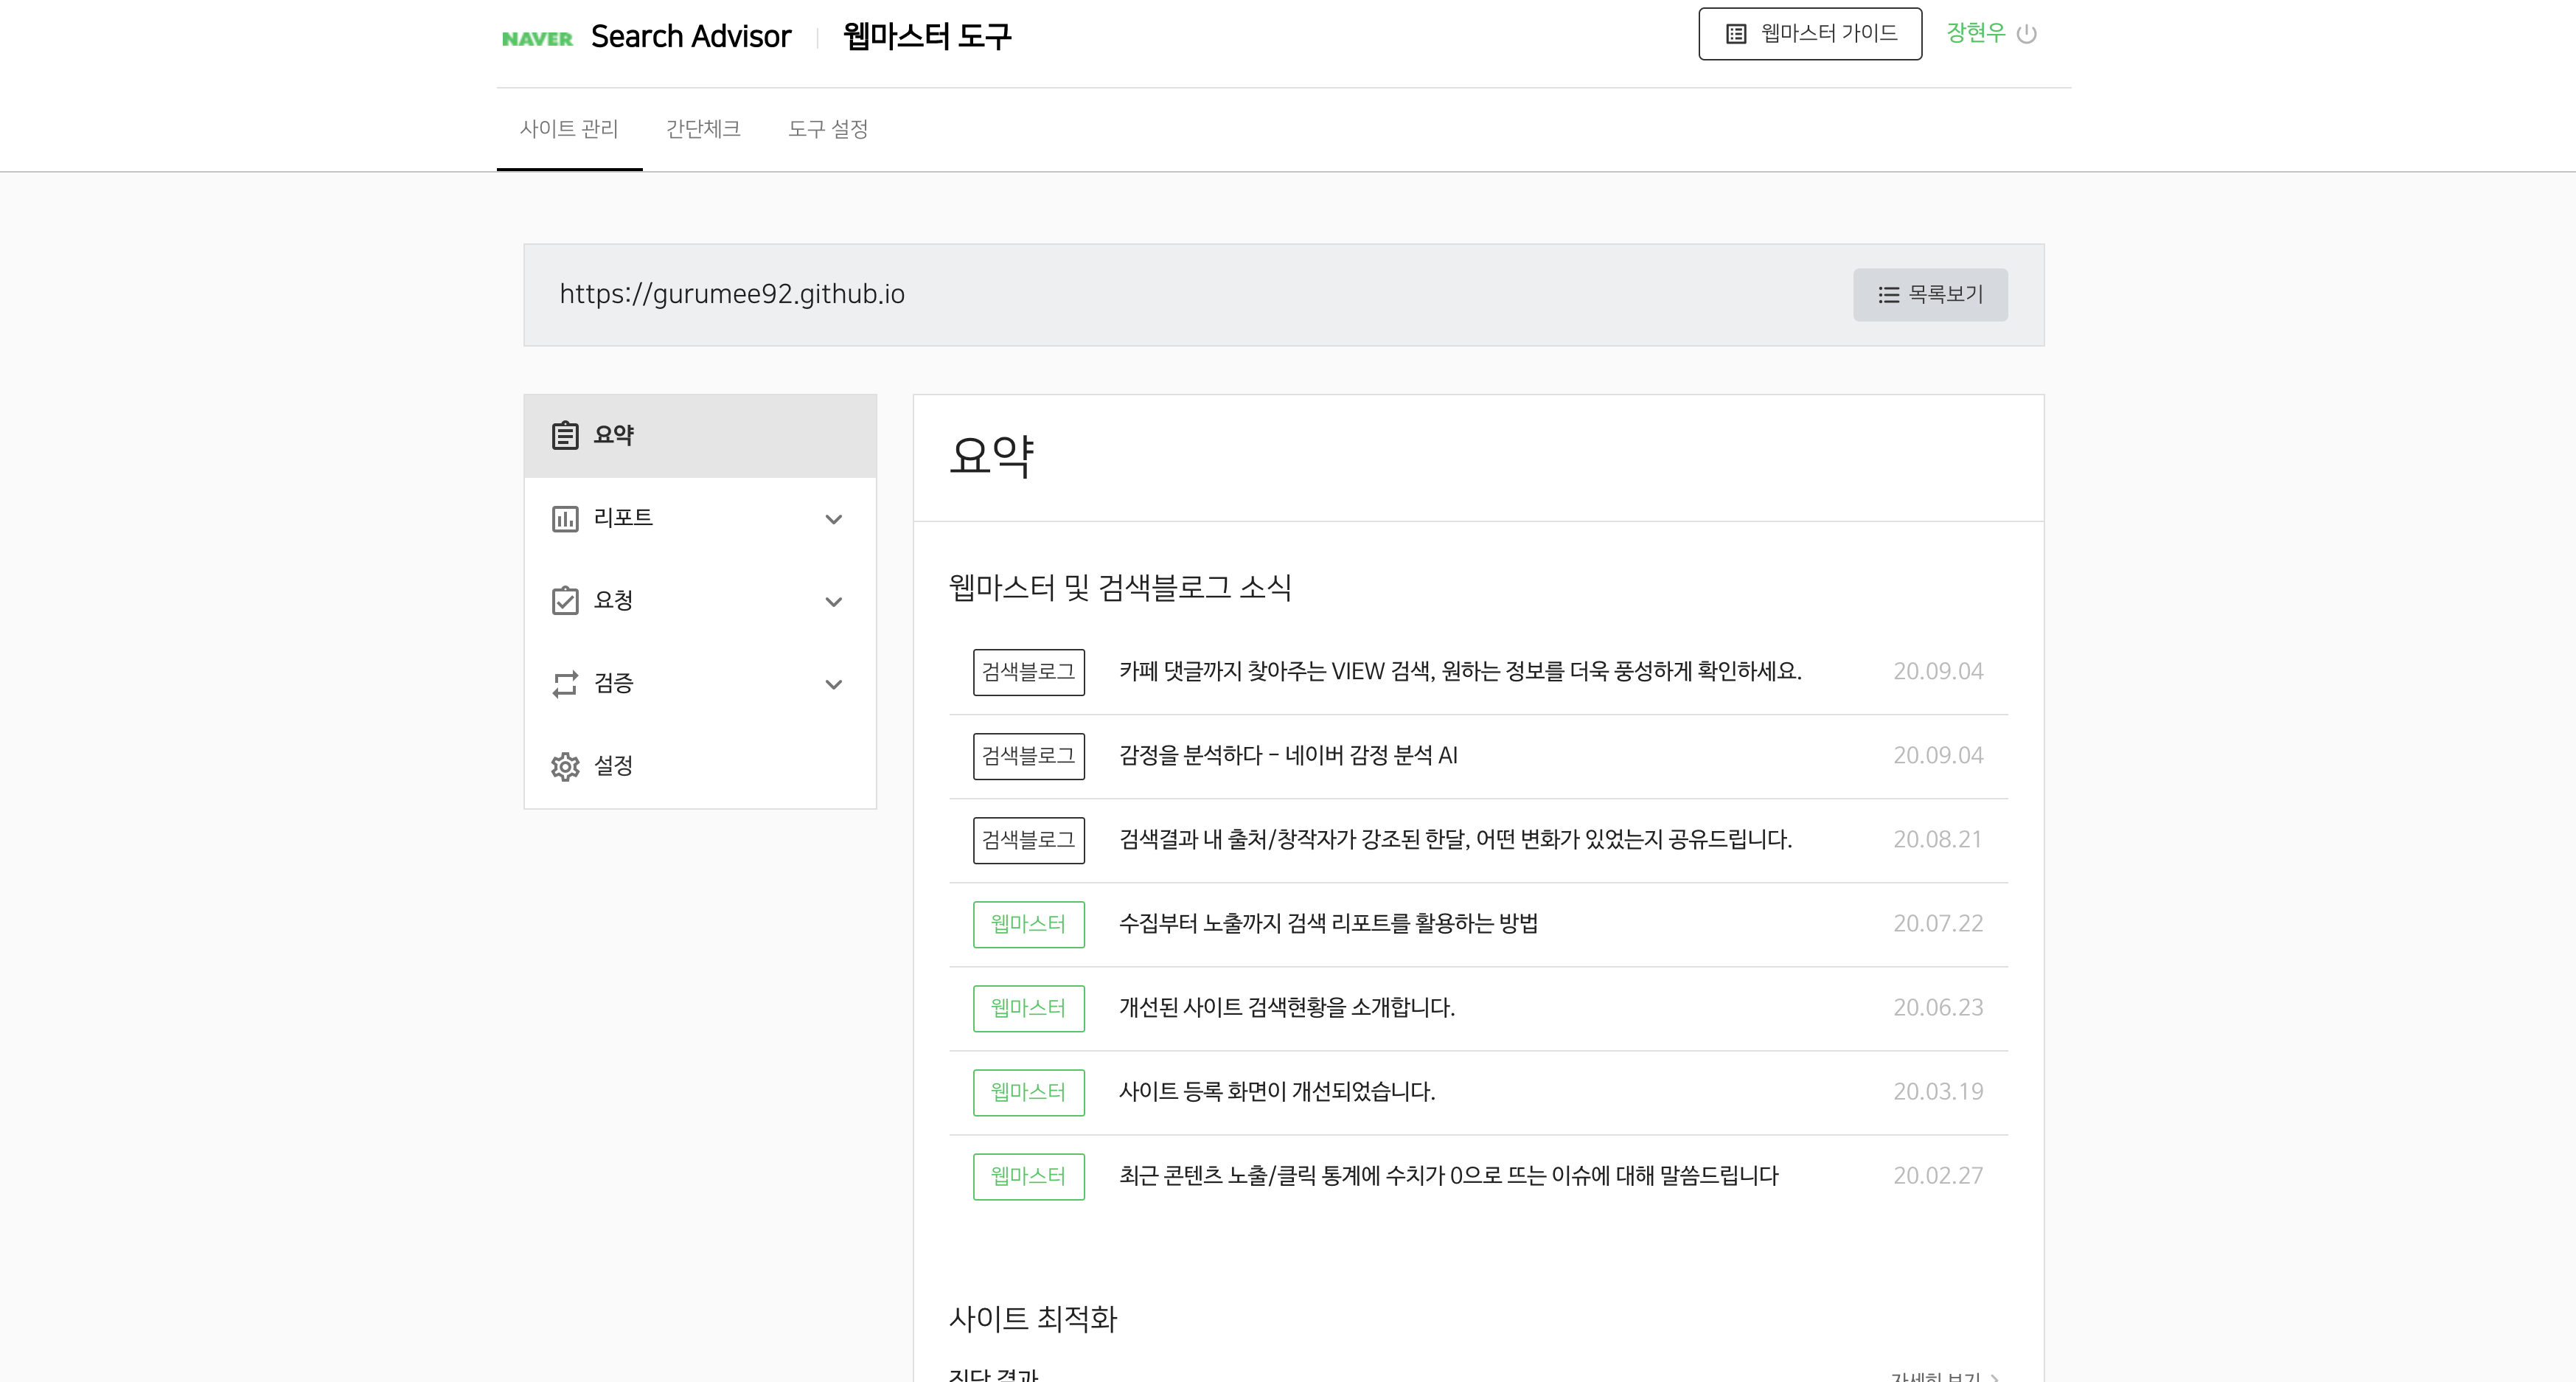 NAVER Search Advisor 웹마스터 도구 웹마스터 가이드 장현우
사이트 관리 간단체크 도구 설정
https://gurumee92.github.io 목록보기
요약
리포트
요청
검증
설정
요약
웹마스터 및 검색블로그 소식
검색블로그 카페 댓글까지 찾아주는 VIEW 검색, 원하는 정보를 더욱 풍성하게 확인하세요. 20.09.04
검색블로그 감정을 분석하다 - 네이버 감정 분석 AI 20.09.04
검색블로그 검색결과 내 출처/창작자가 강조된 한달, 어떤 변화가 있었는지 공유드립니다. 20.08.21
웹마스터 수집부터 노출까지 검색 리포트를 활용하는 방법 20.07.22
웹마스터 개선된 사이트 검색현황을 소개합니다. 20.06.23
웹마스터 사이트 등록 화면이 개선되었습니다. 20.03.19
웹마스터 최근 콘텐츠 노출/클릭 통계에 수치가 0으로 뜨는 이슈에 대해 말씀드립니다 20.02.27
사이트 최적화
진단 결과 자세히 보기